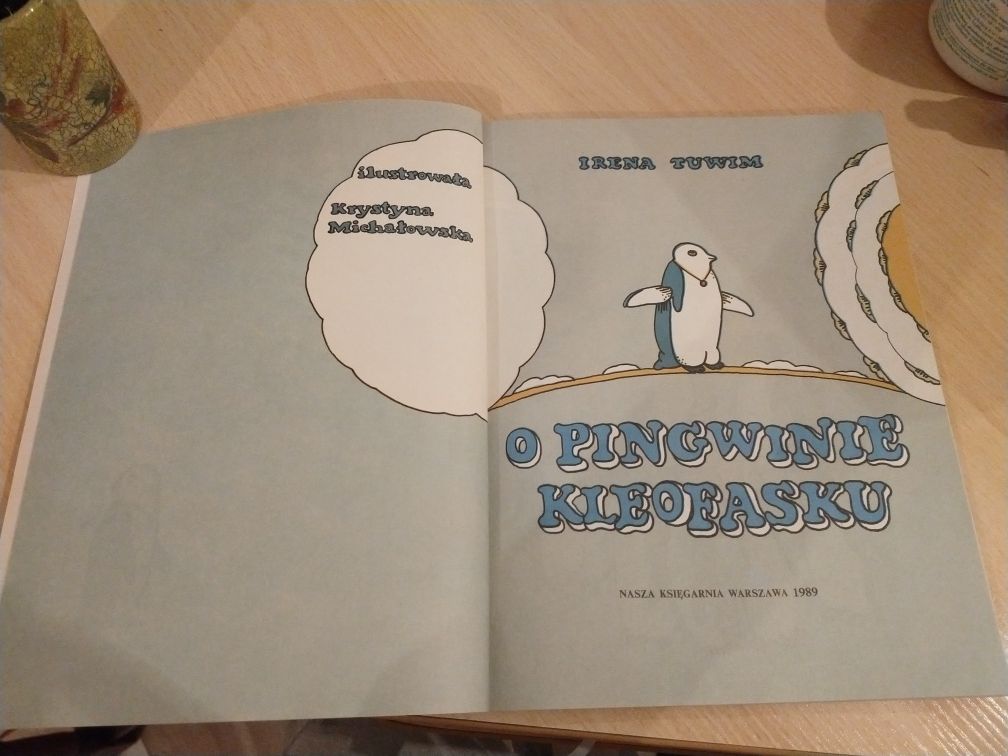 ilustrowała
Krystyna
Michałowska
IRENA TUWIM
O PINGWINIE
KLEOFASKU
NASZA KSIĘGARNIA WARSZAWA 1989